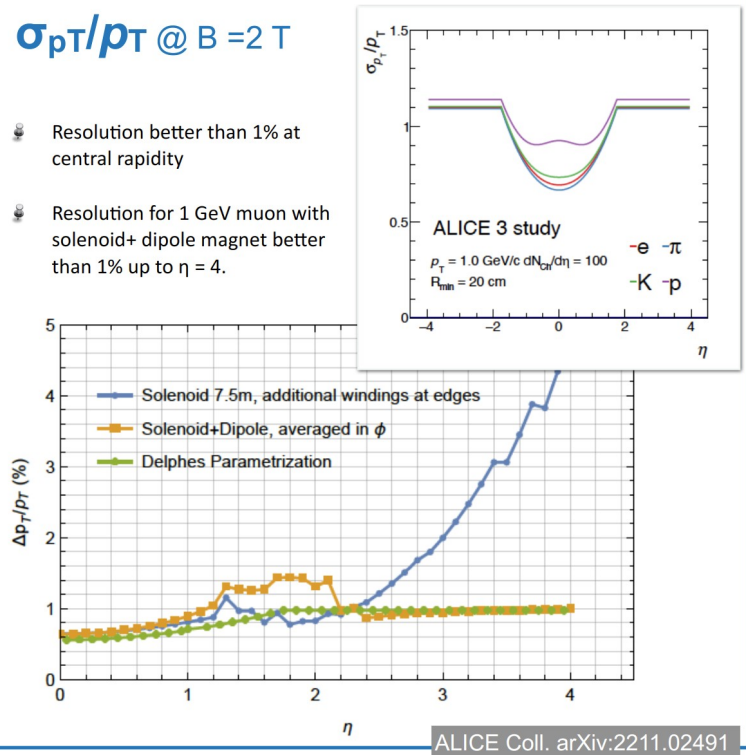 σpT/pT @ B =2 T
Resolution better than 1% at
central rapidity
Resolution for 1 GeV muon with
solenoid+ dipole magnet better
than 1% up to η = 4.
σpT/pT
1.5
1
0.5
0
ALICE 3 study
pT = 1.0 GeV/c dNCh/dη = 100
Rmin = 20 cm
e π
K p
−4 −2 0 2 4
η
ΔpT/pT (%)
5
4
3
2
1
0
Solenoid 7.5m, additional windings at edges
Solenoid+Dipole, averaged in ϕ
Delphes Parametrization
0 1 2 3 4
η
ALICE Coll. arXiv:2211.02491